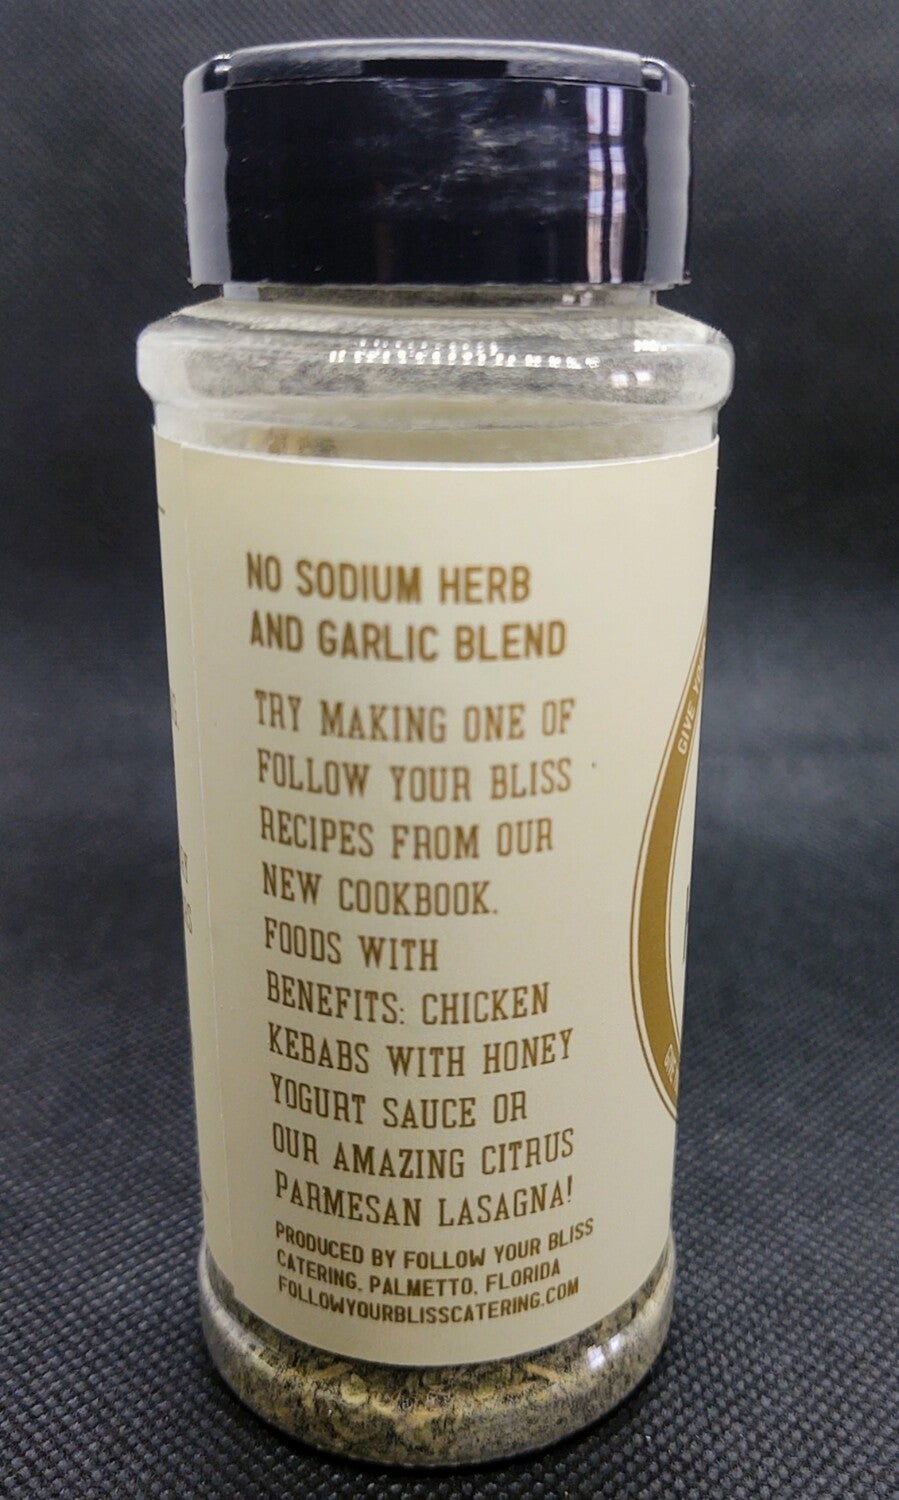 NO SODIUM HERB
AND GARLIC BLEND
TRY MAKING ONE OF
FOLLOW YOUR BLISS
RECIPES FROM OUR
NEW COOKBOOK.
FOODS WITH
BENEFITS: CHICKEN
KEBABS WITH HONEY
YOGURT SAUCE OR
OUR AMAZING CITRUS
PARMESAN LASAGNA!
PRODUCED BY FOLLOW YOUR BLISS
CATERING, PALMETTO, FLORIDA
FOLLOWYOURBLISSCATERING.COM
GIVE